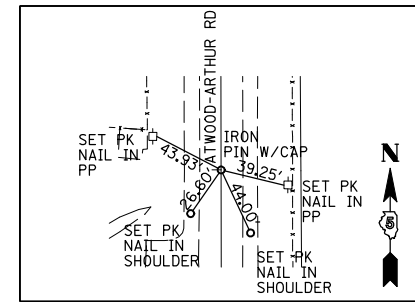 ATWOOD-ARTHUR RD
SET PK
NAIL IN
PP
43.93'
IRON
PIN W/CAP
39.25'
SET PK
NAIL IN
PP
26.60'
44.00'
SET PK
NAIL IN
SHOULDER
SET PK
NAIL IN
SHOULDER
N